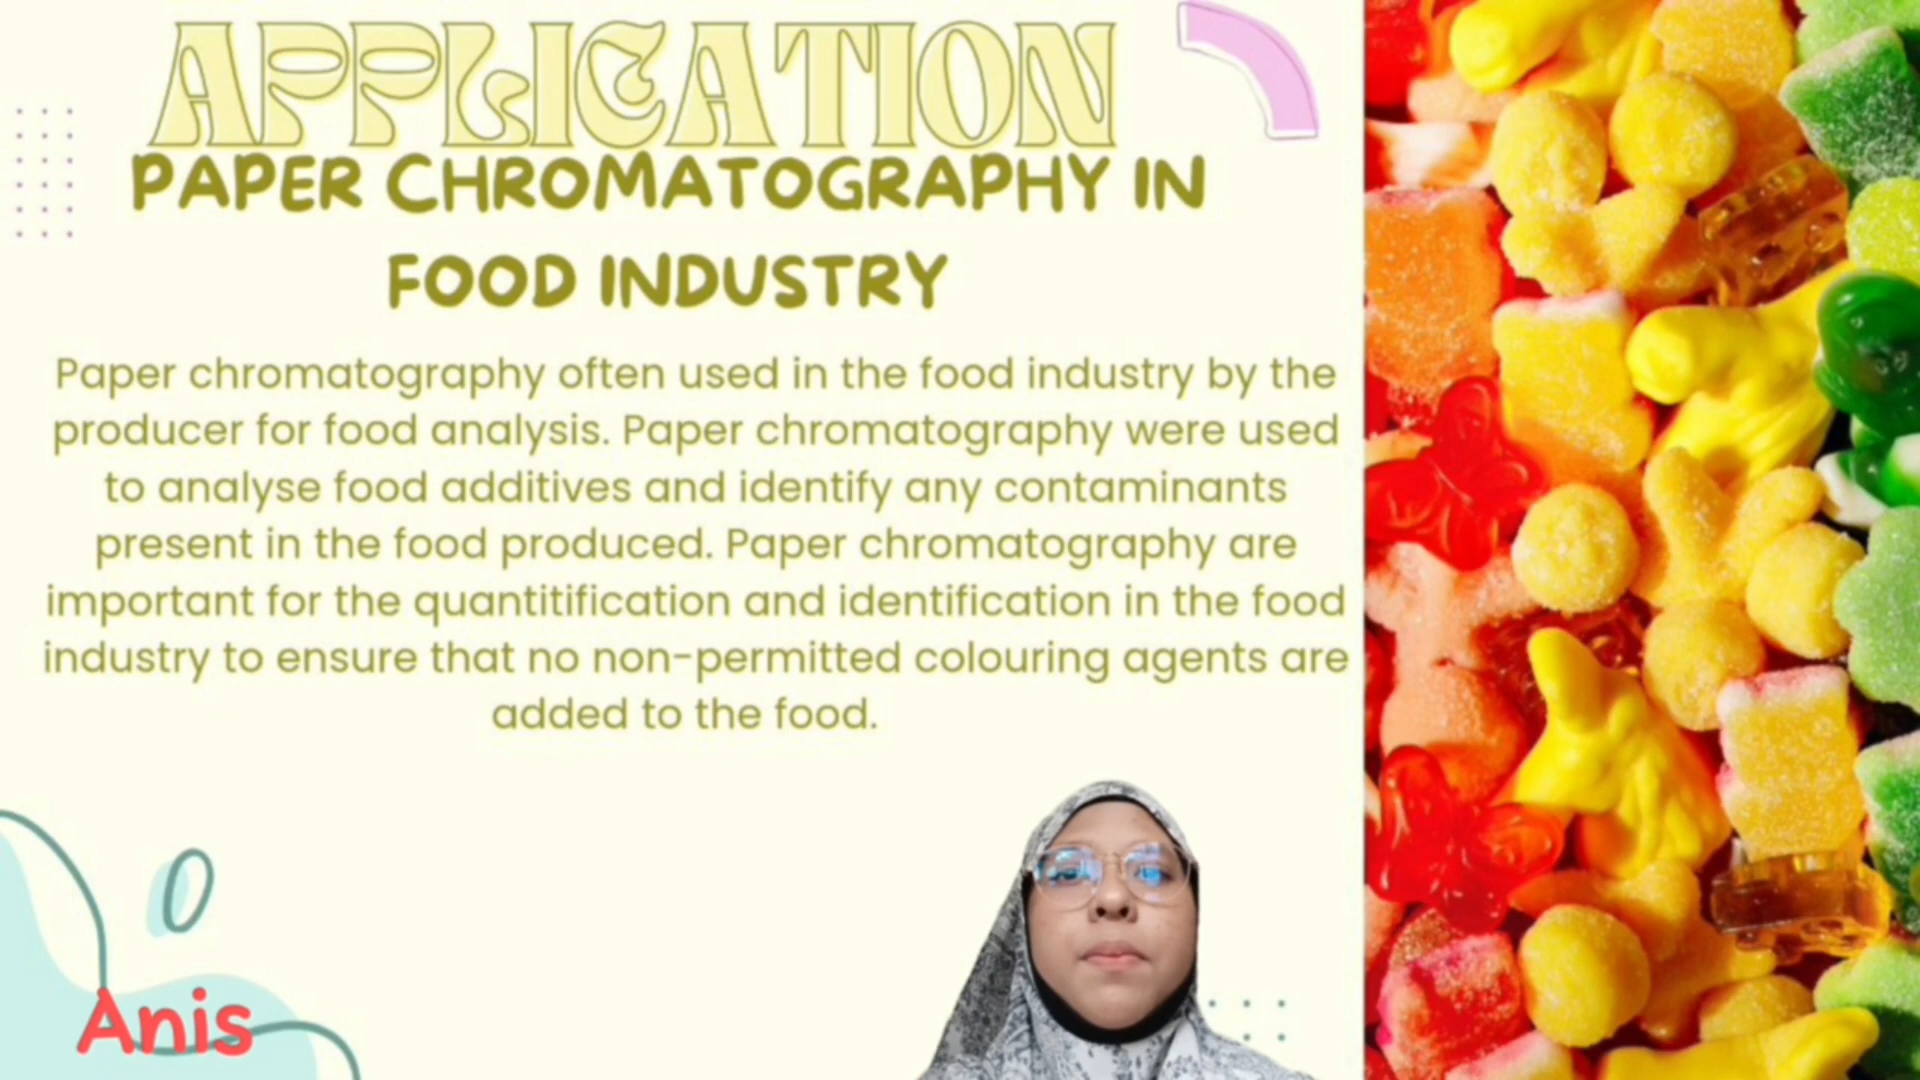 APPLICATION
PAPER CHROMATOGRAPHY IN
FOOD INDUSTRY
Paper chromatography often used in the food industry by the
producer for food analysis. Paper chromatography were used
to analyse food additives and identify any contaminants
present in the food produced. Paper chromatography are
important for the quantitification and identification in the food
industry to ensure that no non-permitted colouring agents are
added to the food.
Anis